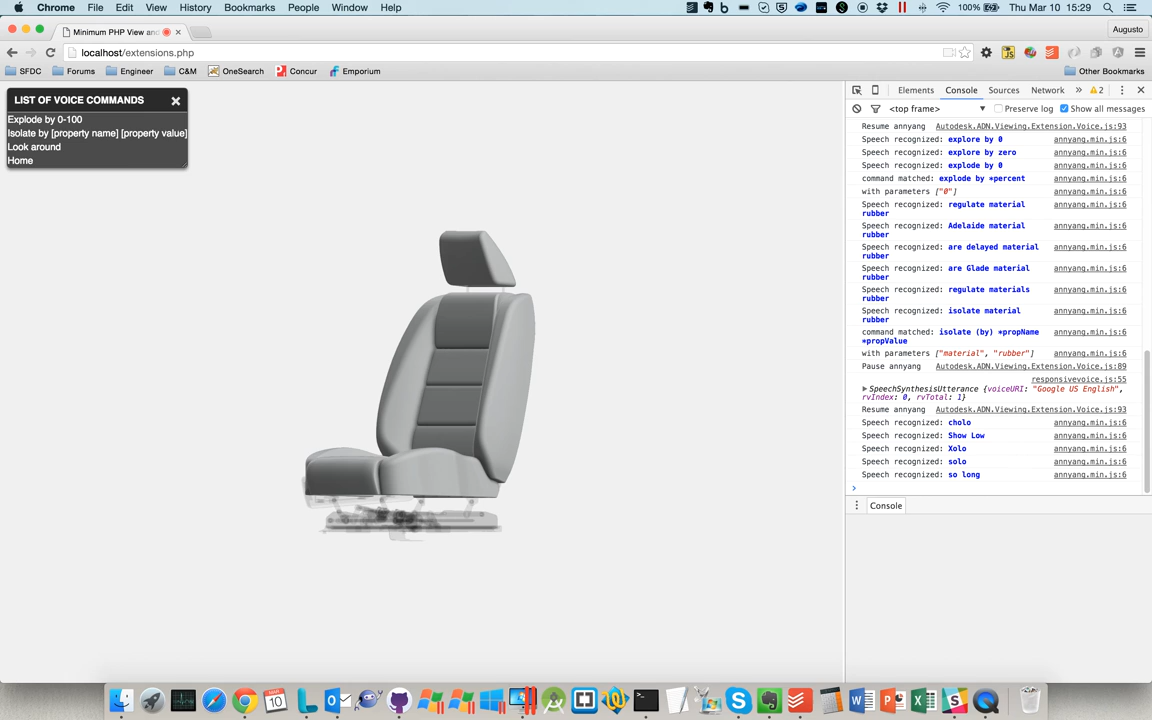 Chrome File Edit View History Bookmarks People Window Help 100% Thu Mar 10 15:29
Minimum PHP View and Augusto
localhost/extensions.php
SFDC Forums Engineer C&M OneSearch Concur Emporium Other Bookmarks
LIST OF VOICE COMMANDS
Explode by 0-100
Isolate by [property name] [property value]
Look around
Home
Elements Console Sources Network » 2
<top frame> Preserve log Show all messages
Resume annyang Autodesk.ADN.Viewing.Extension.Voice.js:93
Speech recognized: explore by 0 annyang.min.js:6
Speech recognized: explore by zero annyang.min.js:6
Speech recognized: explode by 0 annyang.min.js:6
command matched: explode by *percent annyang.min.js:6
with parameters ["0"] annyang.min.js:6
Speech recognized: regulate material annyang.min.js:6
rubber
Speech recognized: Adelaide material annyang.min.js:6
rubber
Speech recognized: are delayed material annyang.min.js:6
rubber
Speech recognized: are Glade material annyang.min.js:6
rubber
Speech recognized: regulate materials annyang.min.js:6
rubber
Speech recognized: isolate material annyang.min.js:6
rubber
command matched: isolate (by) *propName annyang.min.js:6
*propValue
with parameters ["material", "rubber"] annyang.min.js:6
Pause annyang Autodesk.ADN.Viewing.Extension.Voice.js:89
responsivevoice.js:55
SpeechSynthesisUtterance {voiceURI: "Google US English",
rvIndex: 0, rvTotal: 1}
Resume annyang Autodesk.ADN.Viewing.Extension.Voice.js:93
Speech recognized: cholo annyang.min.js:6
Speech recognized: Show Low annyang.min.js:6
Speech recognized: Xolo annyang.min.js:6
Speech recognized: solo annyang.min.js:6
Speech recognized: so long annyang.min.js:6
>
Console